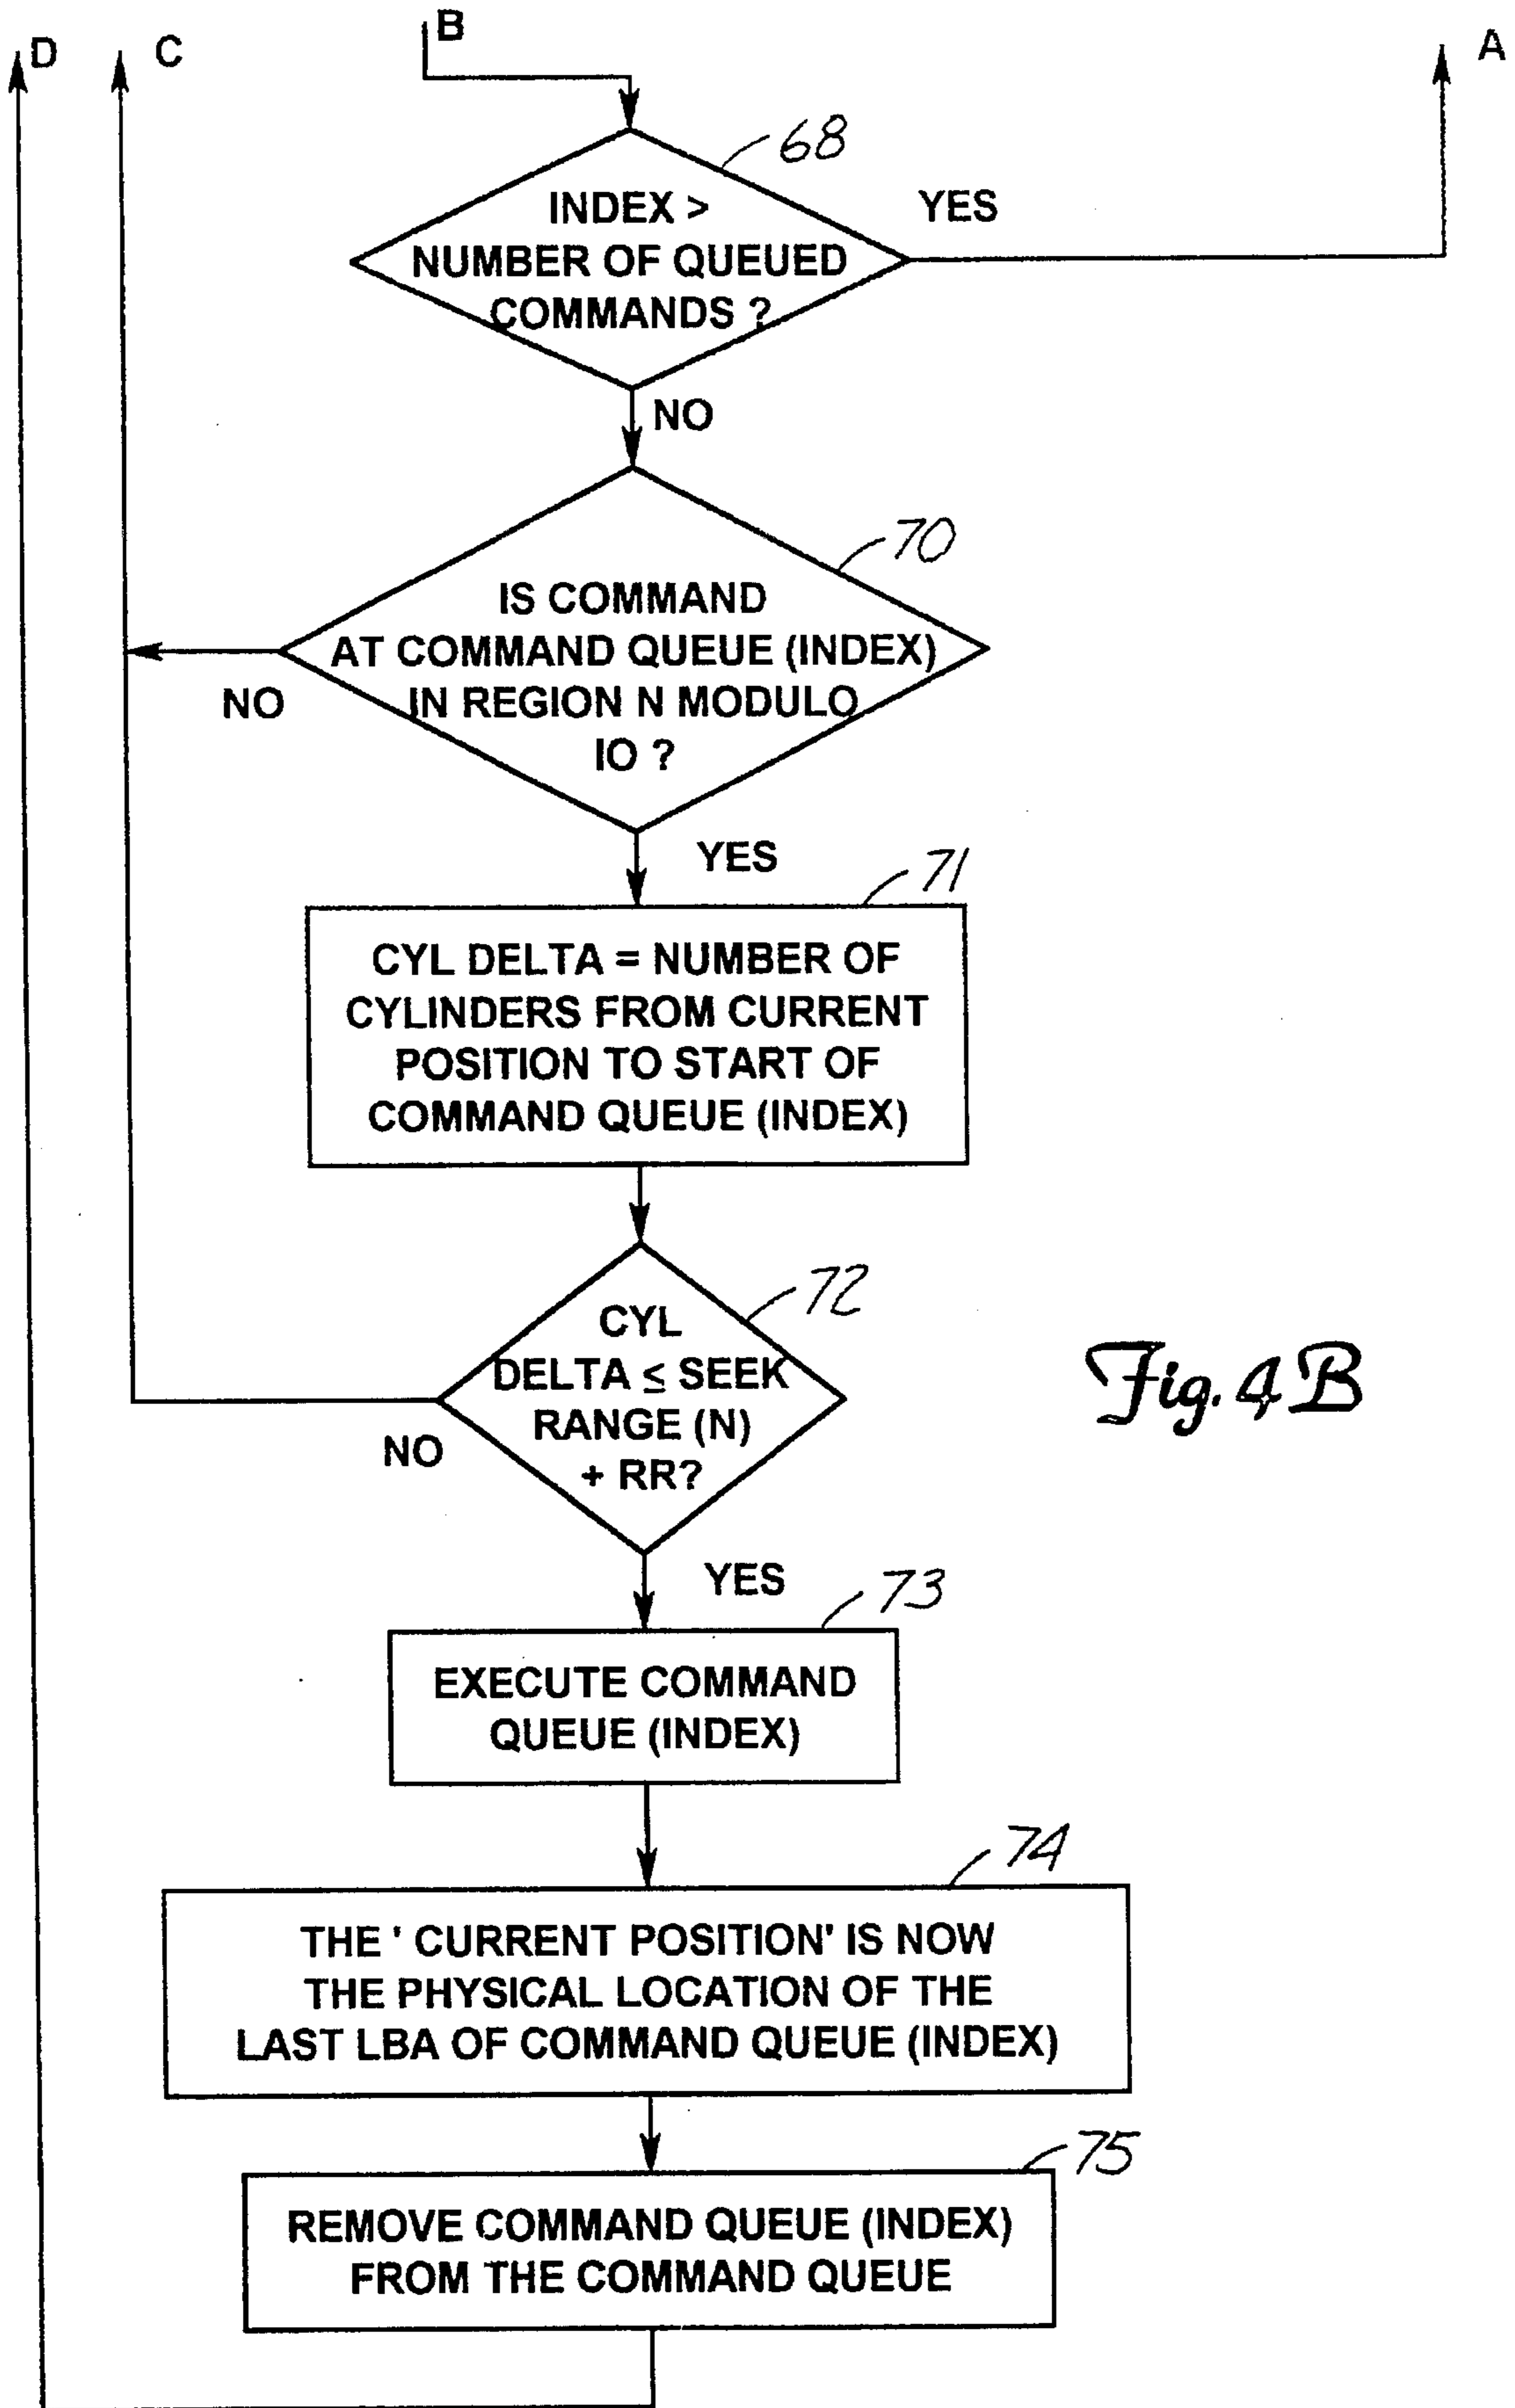 B
D
C
A
68
INDEX >
NUMBER OF QUEUED
COMMANDS ?
YES
NO
70
IS COMMAND
AT COMMAND QUEUE (INDEX)
IN REGION N MODULO
IO ?
NO
YES
71
CYL DELTA = NUMBER OF
CYLINDERS FROM CURRENT
POSITION TO START OF
COMMAND QUEUE (INDEX)
72
CYL
DELTA ≤ SEEK
RANGE (N)
+ RR?
NO
YES
Fig. 4B
73
EXECUTE COMMAND
QUEUE (INDEX)
74
THE ' CURRENT POSITION' IS NOW
THE PHYSICAL LOCATION OF THE
LAST LBA OF COMMAND QUEUE (INDEX)
75
REMOVE COMMAND QUEUE (INDEX)
FROM THE COMMAND QUEUE